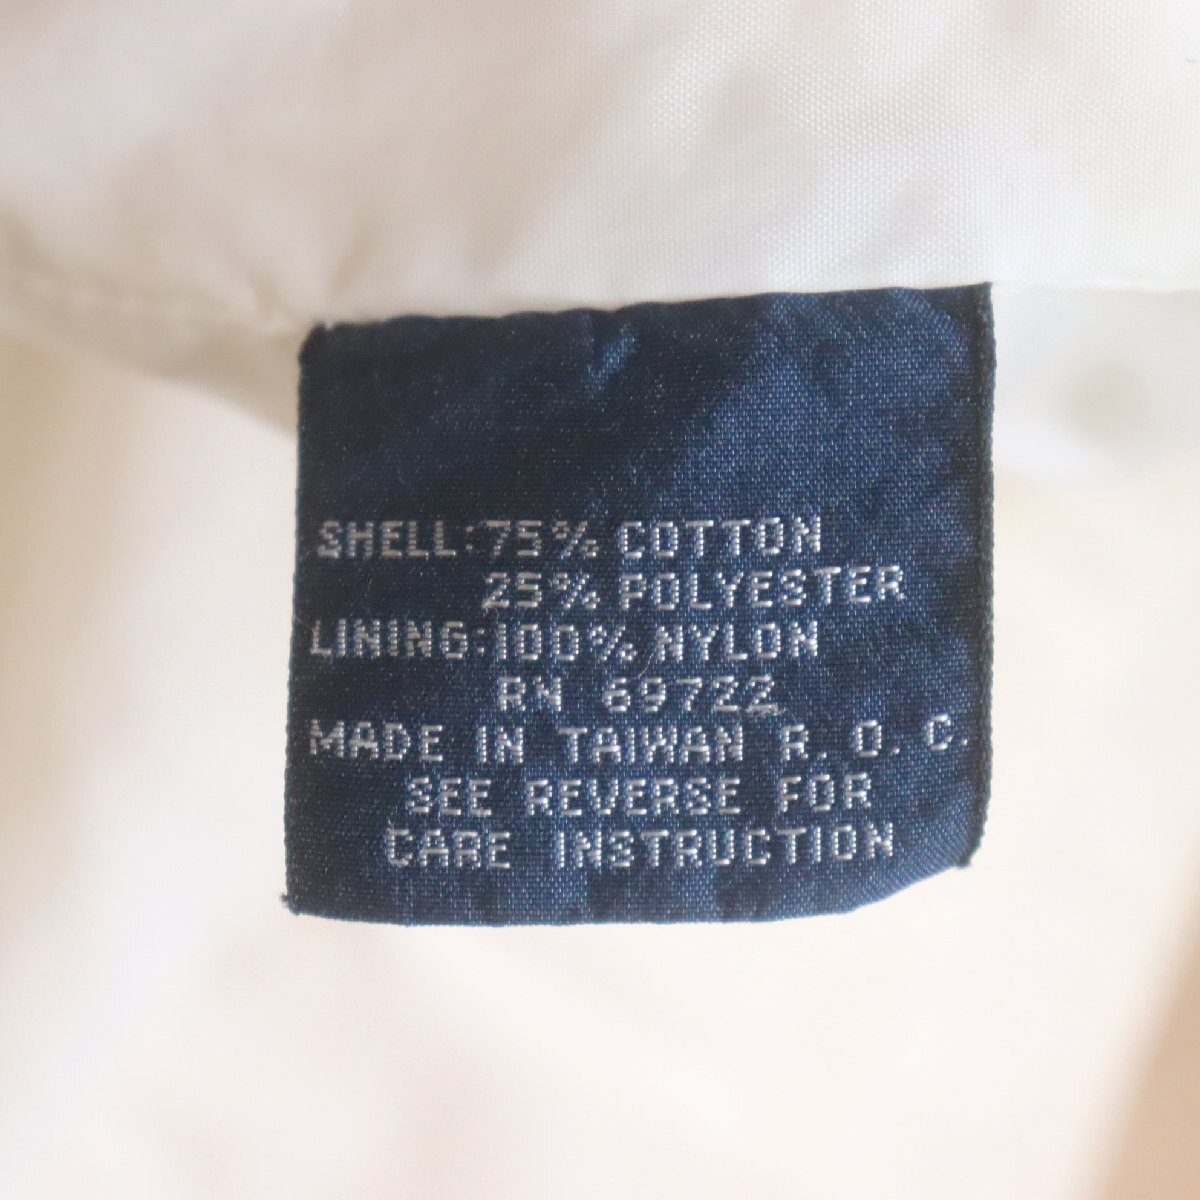 SHELL:75% COTTON
25% POLYESTER
LINING:100% NYLON
RN 69722
MADE IN TAIWAN R. O. C.
SEE REVERSE FOR
CARE INSTRUCTION